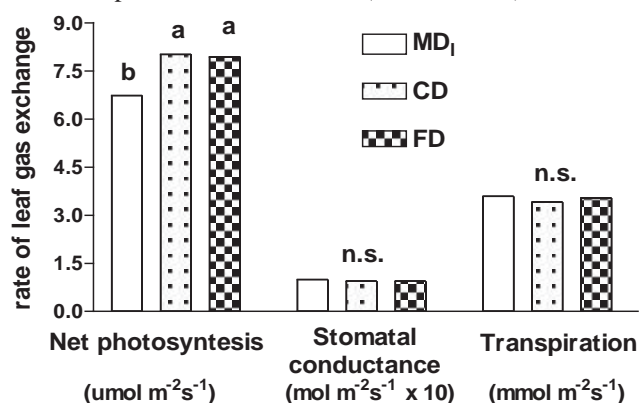 9.0
7.5
6.0
4.5
3.0
1.5
0.0
rate of leaf gas exchange
b
a
a
n.s.
n.s.
MDI
CD
FD
Net photosyntesis
(umol m-2s-1)
Stomatal
conductance
(mol m-2s-1 x 10)
Transpiration
(mmol m-2s-1)